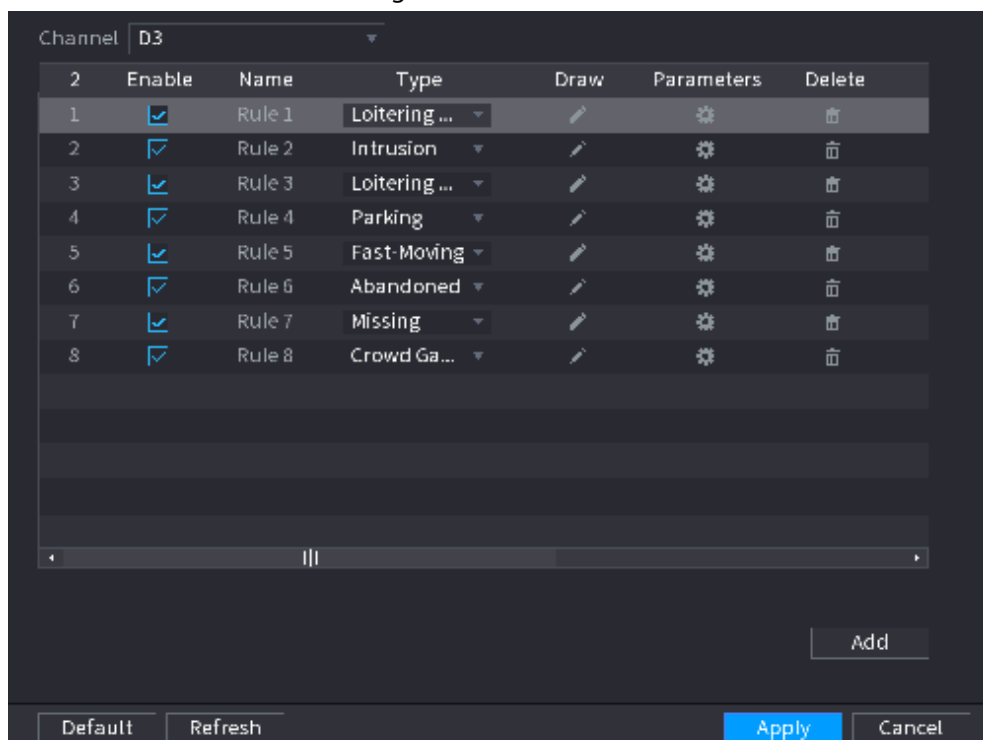 Channel D3
2 Enable Name Type Draw Parameters Delete
1 Rule 1 Loitering ...
2 Rule 2 Intrusion
3 Rule 3 Loitering ...
4 Rule 4 Parking
5 Rule 5 Fast-Moving
6 Rule 6 Abandoned
7 Rule 7 Missing
8 Rule 8 Crowd Ga...
Add
Default Refresh Apply Cancel